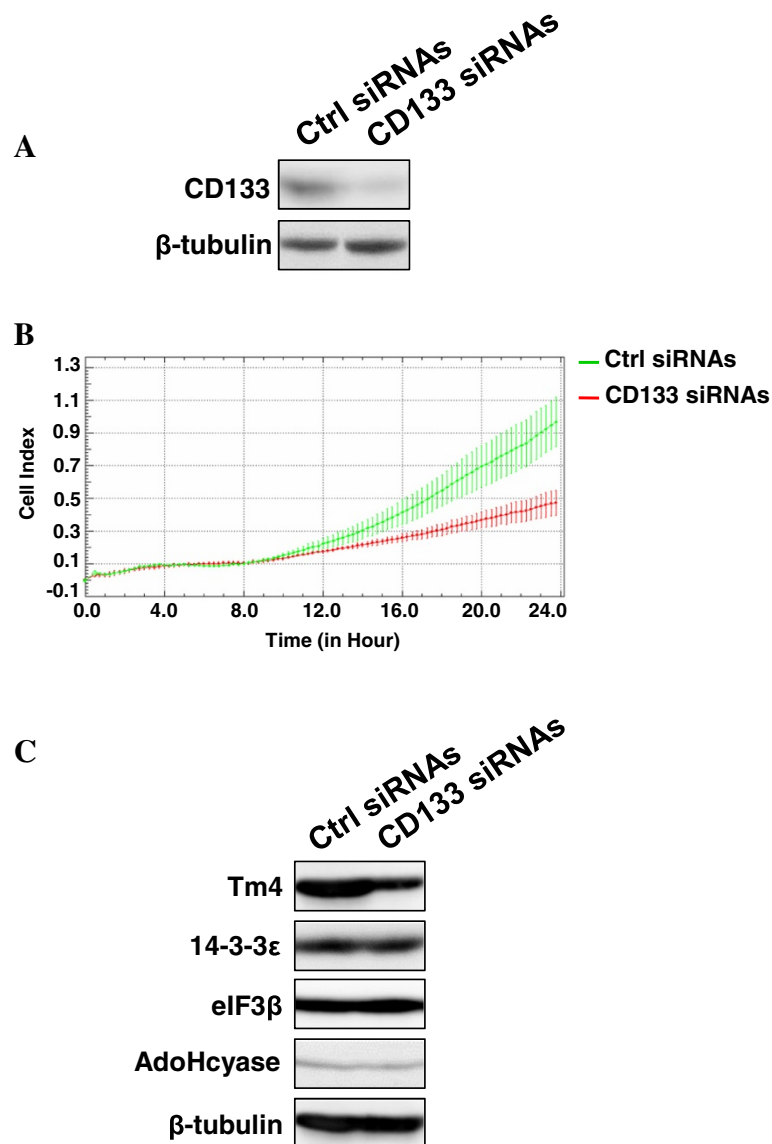 A
Ctrl siRNAs
CD133 siRNAs
CD133
β-tubulin
B
Ctrl siRNAs
CD133 siRNAs
Cell Index
1.3
1.1
0.9
0.7
0.5
0.3
0.1
-0.1
0.0 4.0 8.0 12.0 16.0 20.0 24.0
Time (in Hour)
C
Ctrl siRNAs
CD133 siRNAs
Tm4
14-3-3ε
eIF3β
AdoHcyase
β-tubulin